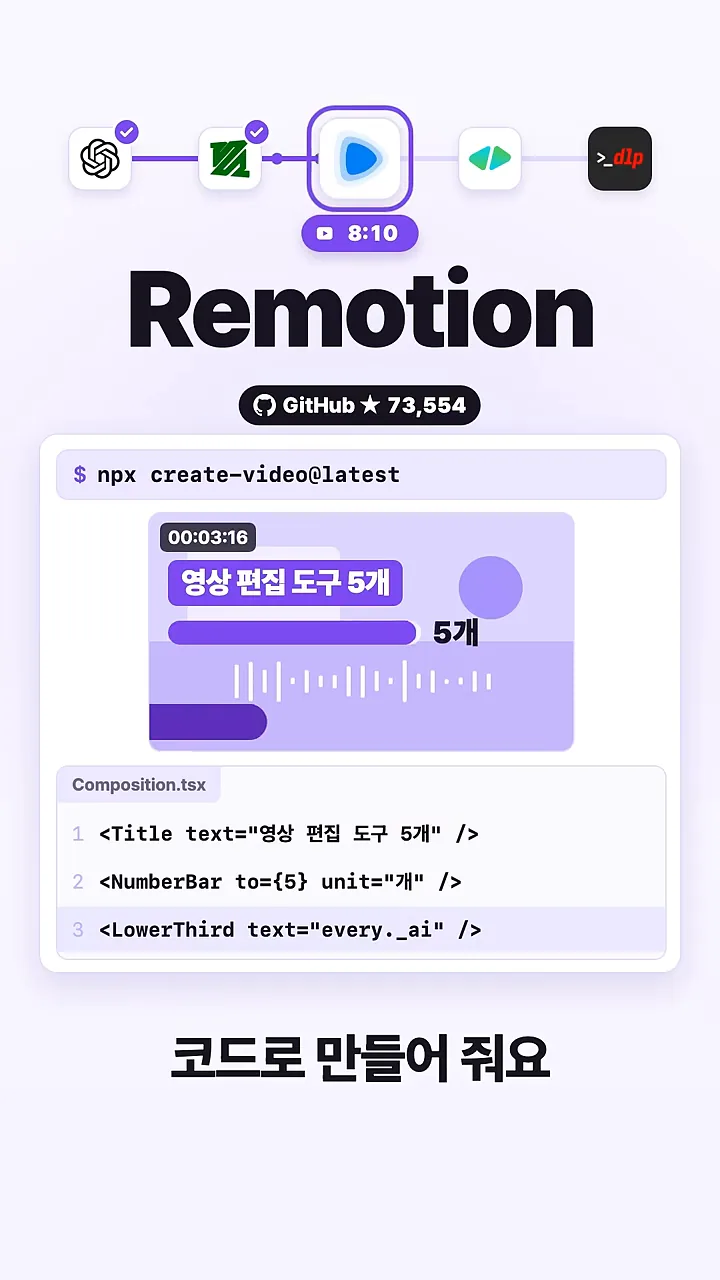 >_dlp
8:10
Remotion
GitHub ★ 73,554
$ npx create-video@latest
00:03:16
영상 편집 도구 5개
5개
Composition.tsx
1 <Title text="영상 편집 도구 5개" />
2 <NumberBar to={5} unit="개" />
3 <LowerThird text="every._ai" />
코드로 만들어 줘요